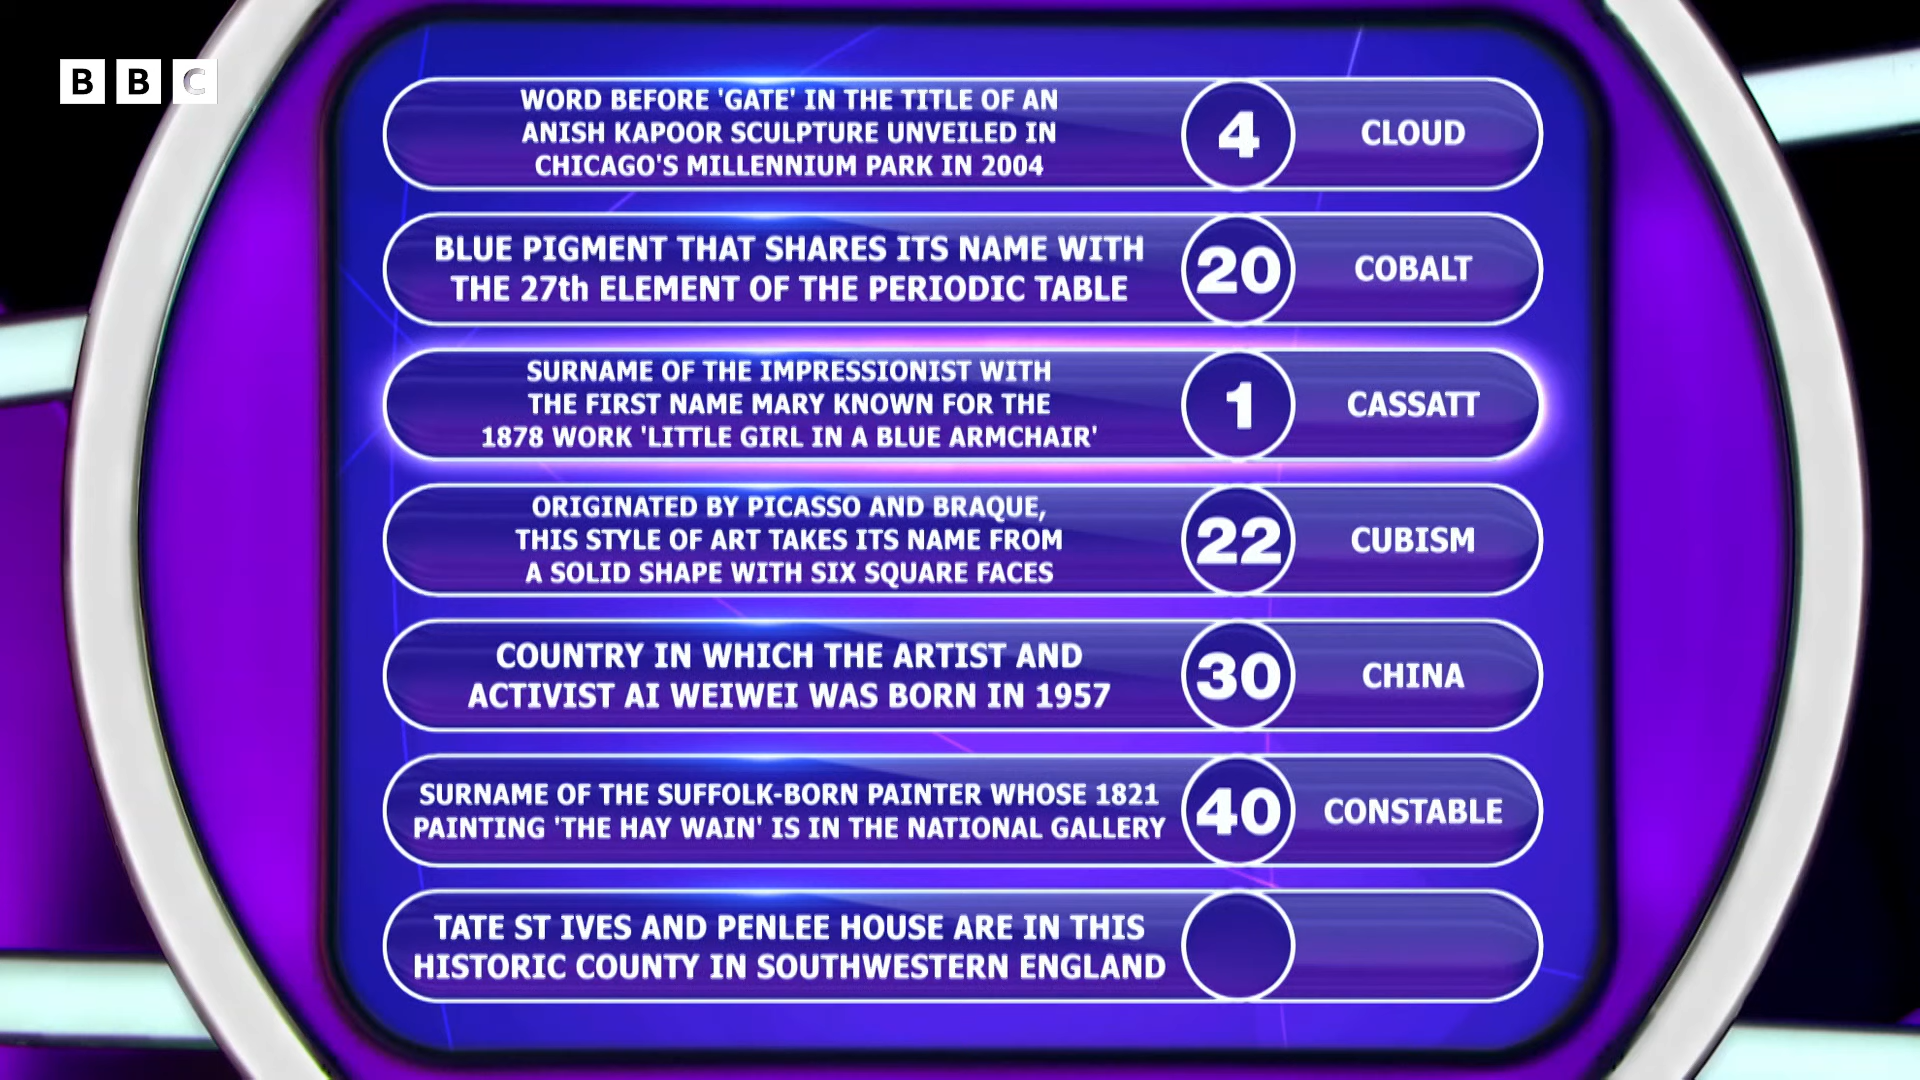 BBC
WORD BEFORE 'GATE' IN THE TITLE OF AN
ANISH KAPOOR SCULPTURE UNVEILED IN
CHICAGO'S MILLENNIUM PARK IN 2004
4
CLOUD
BLUE PIGMENT THAT SHARES ITS NAME WITH
THE 27th ELEMENT OF THE PERIODIC TABLE
20
COBALT
SURNAME OF THE IMPRESSIONIST WITH
THE FIRST NAME MARY KNOWN FOR THE
1878 WORK 'LITTLE GIRL IN A BLUE ARMCHAIR'
1
CASSATT
ORIGINATED BY PICASSO AND BRAQUE,
THIS STYLE OF ART TAKES ITS NAME FROM
A SOLID SHAPE WITH SIX SQUARE FACES
22
CUBISM
COUNTRY IN WHICH THE ARTIST AND
ACTIVIST AI WEIWEI WAS BORN IN 1957
30
CHINA
SURNAME OF THE SUFFOLK-BORN PAINTER WHOSE 1821
PAINTING 'THE HAY WAIN' IS IN THE NATIONAL GALLERY
40
CONSTABLE
TATE ST IVES AND PENLEE HOUSE ARE IN THIS
HISTORIC COUNTY IN SOUTHWESTERN ENGLAND